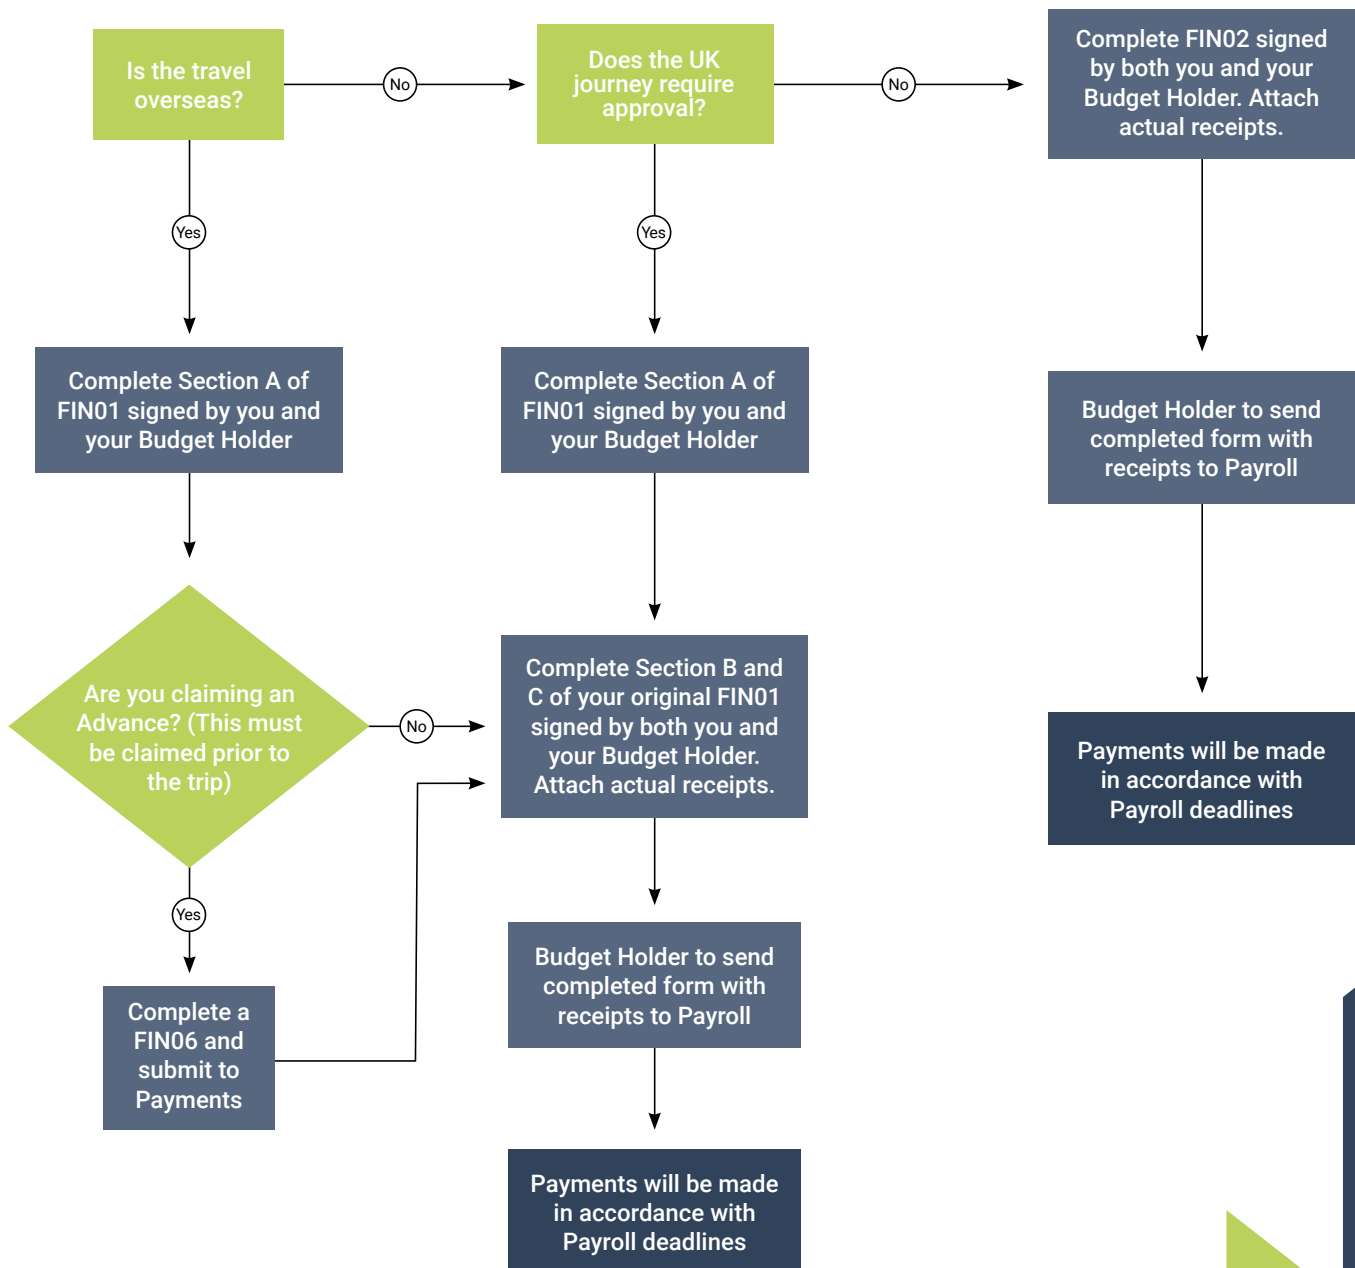 Is the travel
overseas?
No
Does the UK
journey require
approval?
No
Complete FIN02 signed
by both you and your
Budget Holder. Attach
actual receipts.
Yes
Yes
Complete Section A of
FIN01 signed by you and
your Budget Holder
Complete Section A of
FIN01 signed by you and
your Budget Holder
Budget Holder to send
completed form with
receipts to Payroll
Are you claiming an
Advance? (This must
be claimed prior to
the trip)
No
Complete Section B and
C of your original FIN01
signed by both you and
your Budget Holder.
Attach actual receipts.
Payments will be made
in accordance with
Payroll deadlines
Yes
Complete a
FIN06 and
submit to
Payments
Budget Holder to send
completed form with
receipts to Payroll
Payments will be made
in accordance with
Payroll deadlines